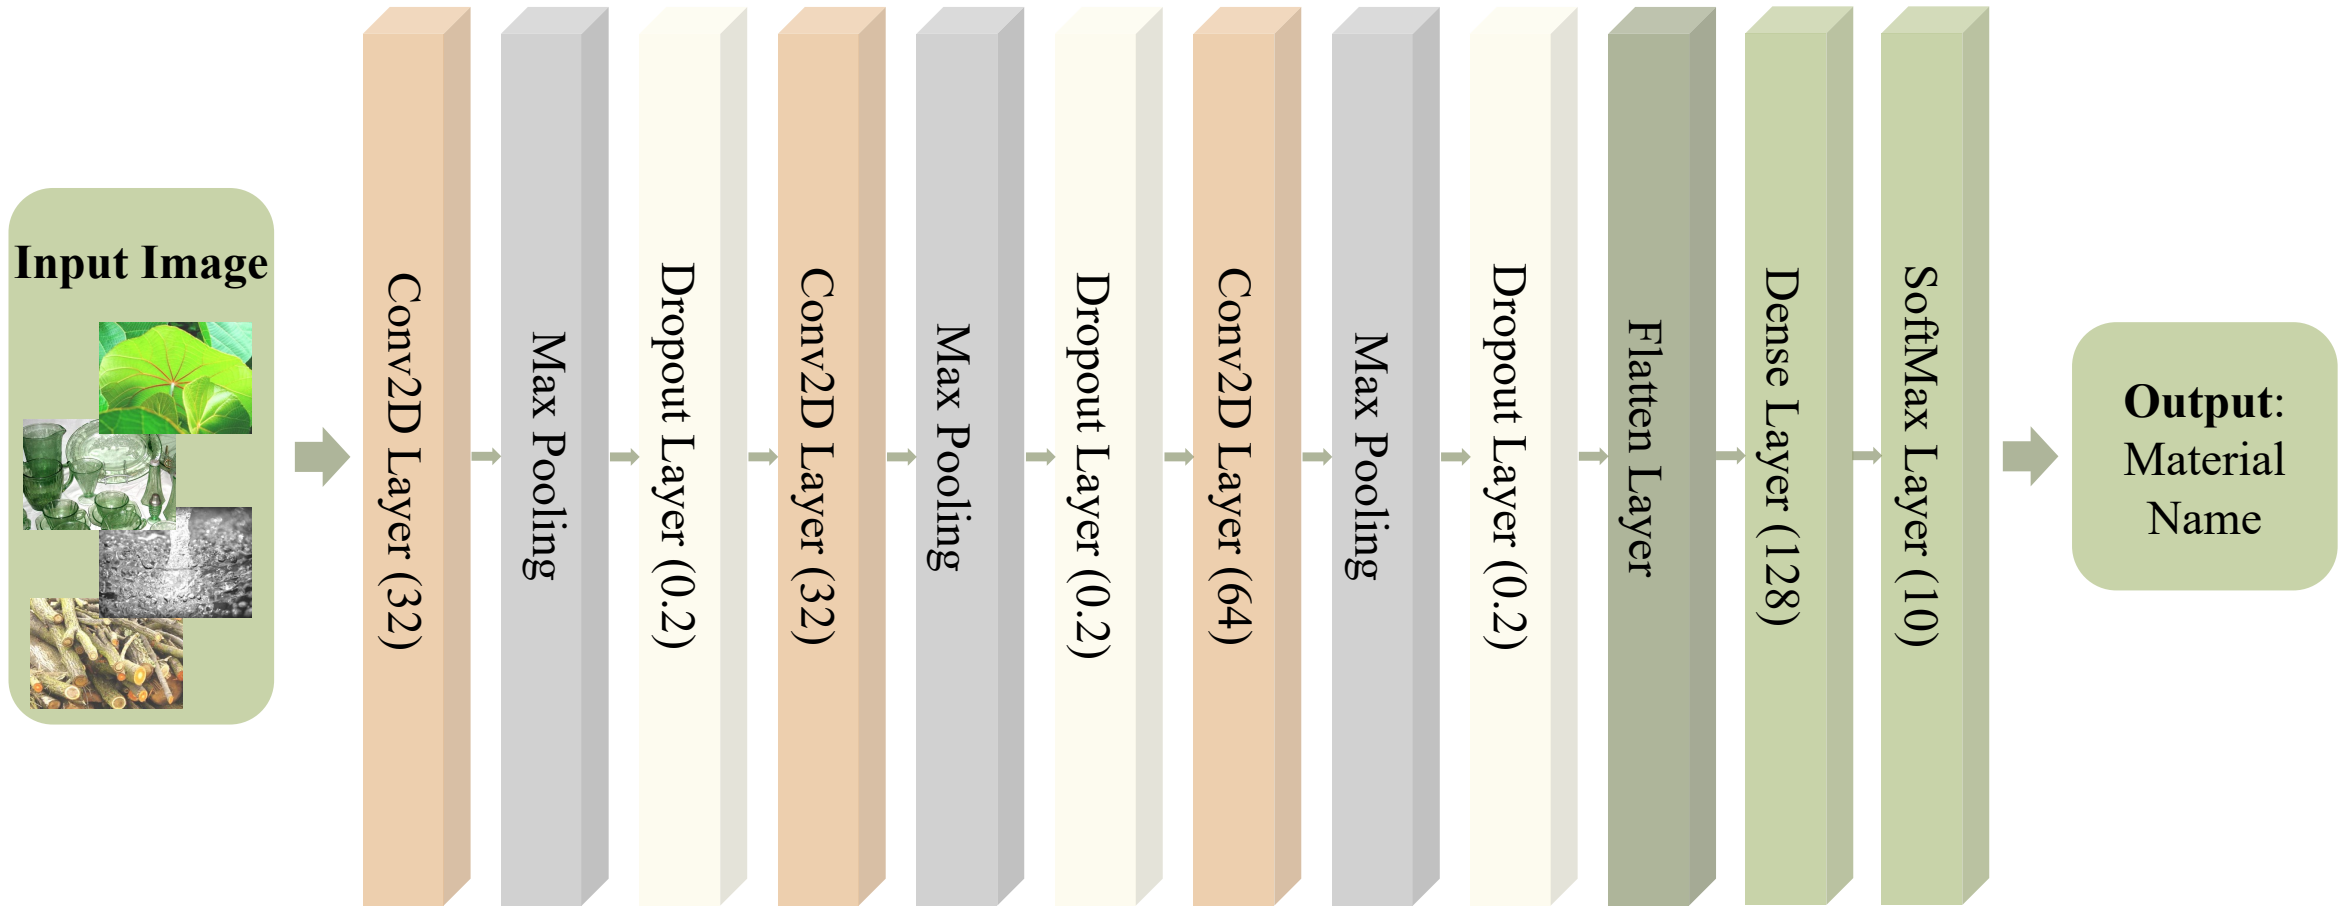 Input Image
Conv2D Layer (32)
Max Pooling
Dropout Layer (0.2)
Conv2D Layer (32)
Max Pooling
Dropout Layer (0.2)
Conv2D Layer (64)
Max Pooling
Dropout Layer (0.2)
Flatten Layer
Dense Layer (128)
SoftMax Layer (10)
Output:
Material
Name